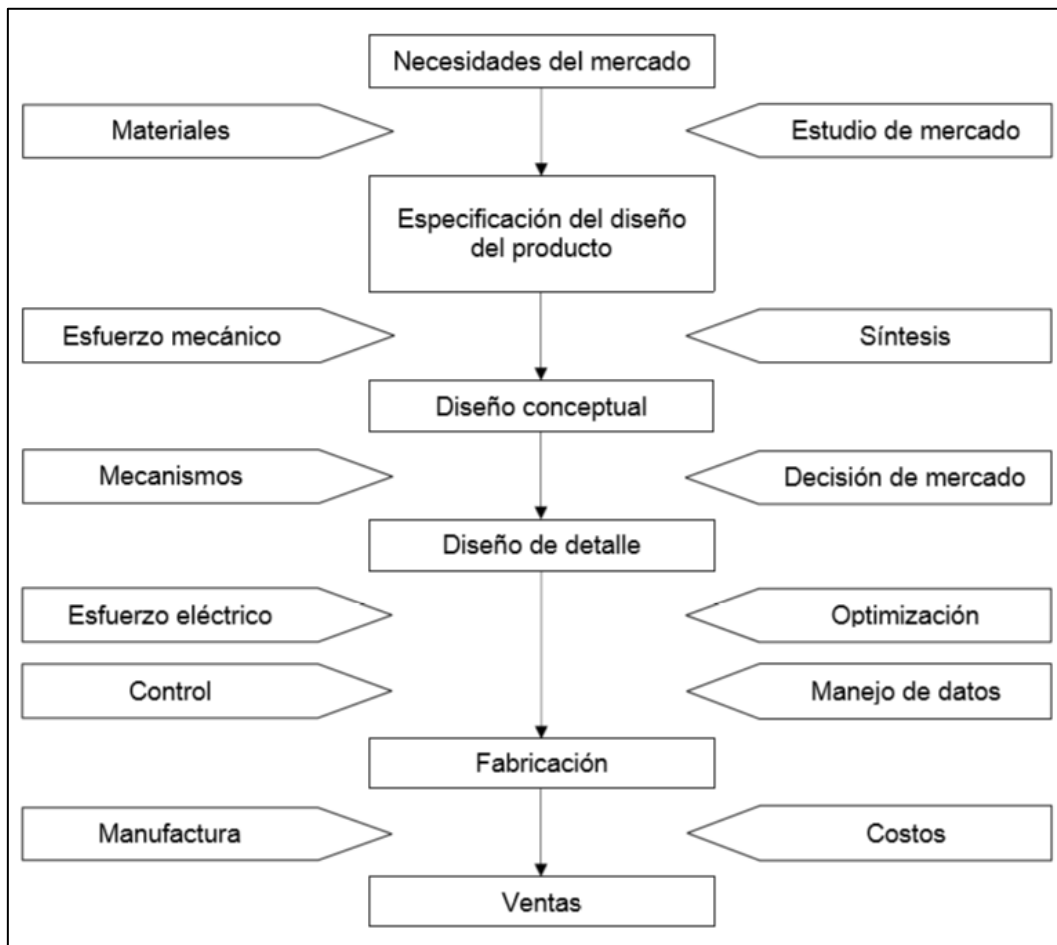 Necesidades del mercado
Materiales
Estudio de mercado
Especificación del diseño
del producto
Esfuerzo mecánico
Síntesis
Diseño conceptual
Mecanismos
Decisión de mercado
Diseño de detalle
Esfuerzo eléctrico
Optimización
Control
Manejo de datos
Fabricación
Manufactura
Costos
Ventas